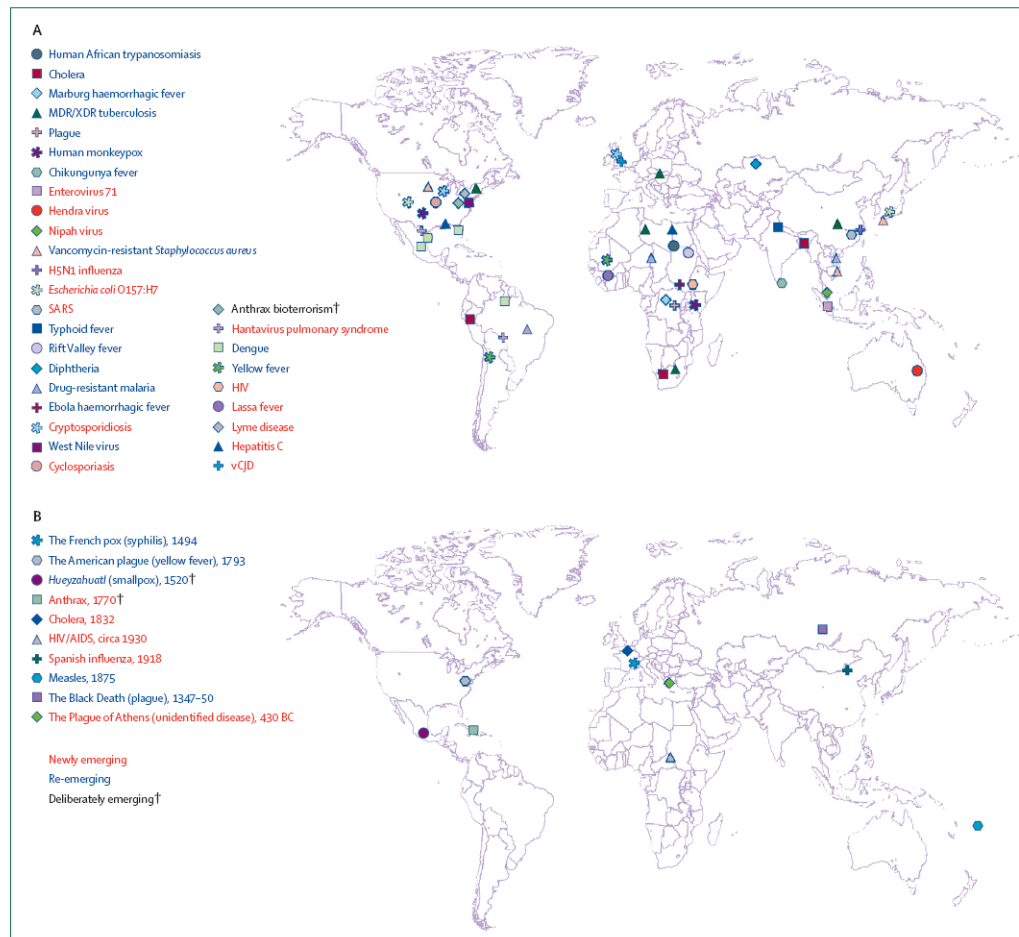 A
Human African trypanosomiasis
Cholera
Marburg haemorrhagic fever
MDR/XDR tuberculosis
Plague
Human monkeypox
Chikungunya fever
Enterovirus 71
Hendra virus
Nipah virus
Vancomycin-resistant Staphylococcus aureus
H5N1 influenza
Escherichia coli O157:H7
SARS
Typhoid fever
Rift Valley fever
Diphtheria
Drug-resistant malaria
Ebola haemorrhagic fever
Cryptosporidiosis
West Nile virus
Cyclosporiasis
Anthrax bioterrorism†
Hantavirus pulmonary syndrome
Dengue
Yellow fever
HIV
Lassa fever
Lyme disease
Hepatitis C
vCJD
B
The French pox (syphilis), 1494
The American plague (yellow fever), 1793
Hueyzahuatl (smallpox), 1520†
Anthrax, 1770†
Cholera, 1832
HIV/AIDS, circa 1930
Spanish influenza, 1918
Measles, 1875
The Black Death (plague), 1347–50
The Plague of Athens (unidentified disease), 430 BC
Newly emerging
Re-emerging
Deliberately emerging†